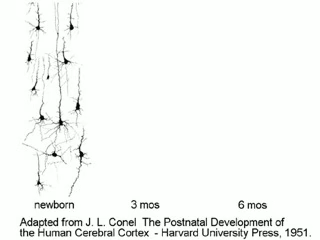 newborn 3 mos 6 mos
Adapted from J. L. Conel The Postnatal Development of
the Human Cerebral Cortex - Harvard University Press, 1951.